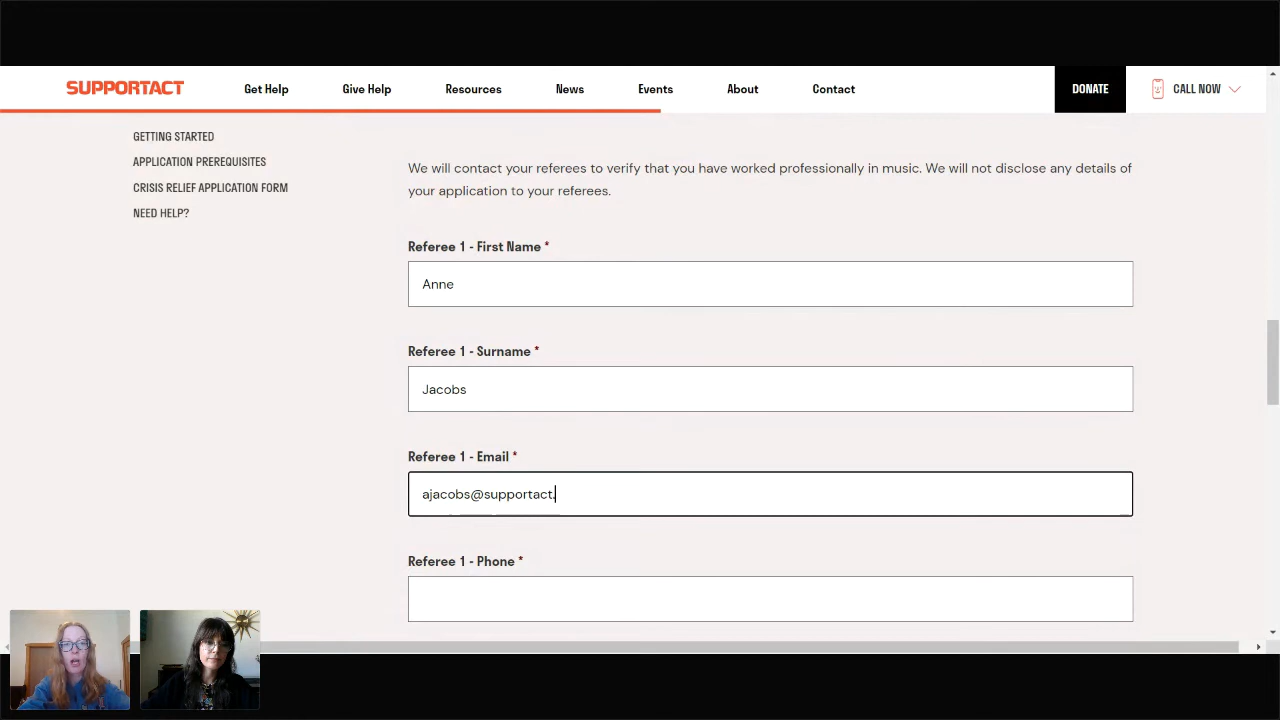 SUPPORTACT
Get Help
Give Help
Resources
News
Events
About
Contact
DONATE
CALL NOW
GETTING STARTED
APPLICATION PREREQUISITES
CRISIS RELIEF APPLICATION FORM
NEED HELP?
We will contact your referees to verify that you have worked professionally in music. We will not disclose any details of
your application to your referees.
Referee 1 - First Name *
Anne
Referee 1 - Surname *
Jacobs
Referee 1 - Email *
ajacobs@supportact.
Referee 1 - Phone *